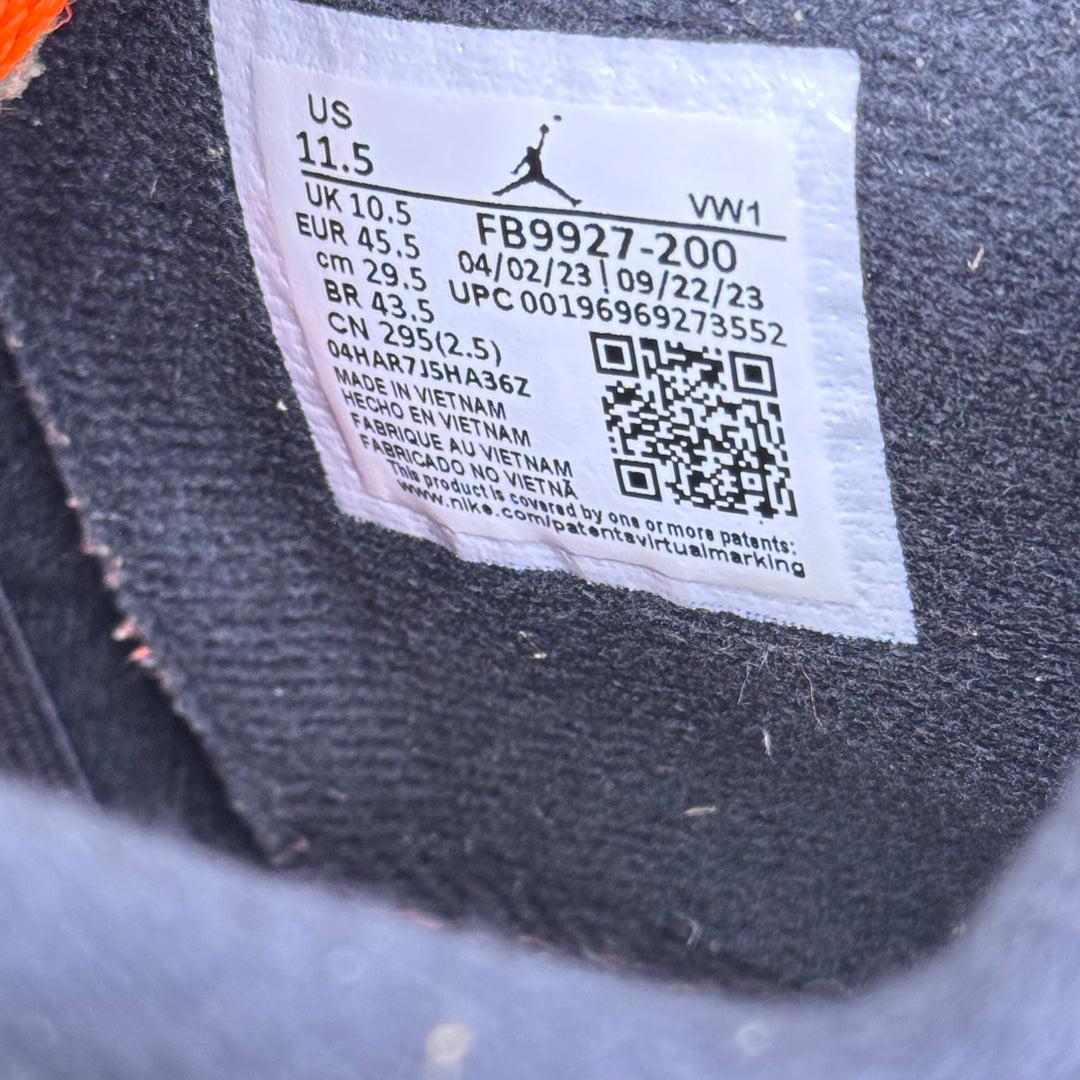 US
11.5
VW1
UK 10.5
FB9927-200
EUR 45.5
04/02/23 | 09/22/23
cm 29.5
UPC 00196969273552
BR 43.5
CN 295(2.5)
04HAR7J5HA36Z
MADE IN VIETNAM
HECHO EN VIETNAM
FABRIQUE AU VIETNAM
FABRICADO NO VIETNÃ
This product is covered by one or more patents:
www.nike.com/patentsvirtualmarking